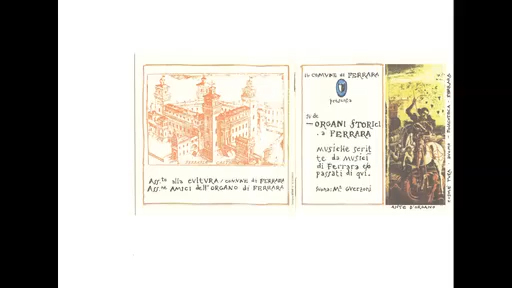 Ass.to alla CULTURA / COMUNE di FERRARA
Ass.ne AMICI dell'ORGANO di FERRARA
il COMUNE di FERRARA
presenta
ORGANI STORICI
a FERRARA
MUSICHE scrit
te da musici
di Ferrara e/o
passati di qui.
ANTE D'ORGANO